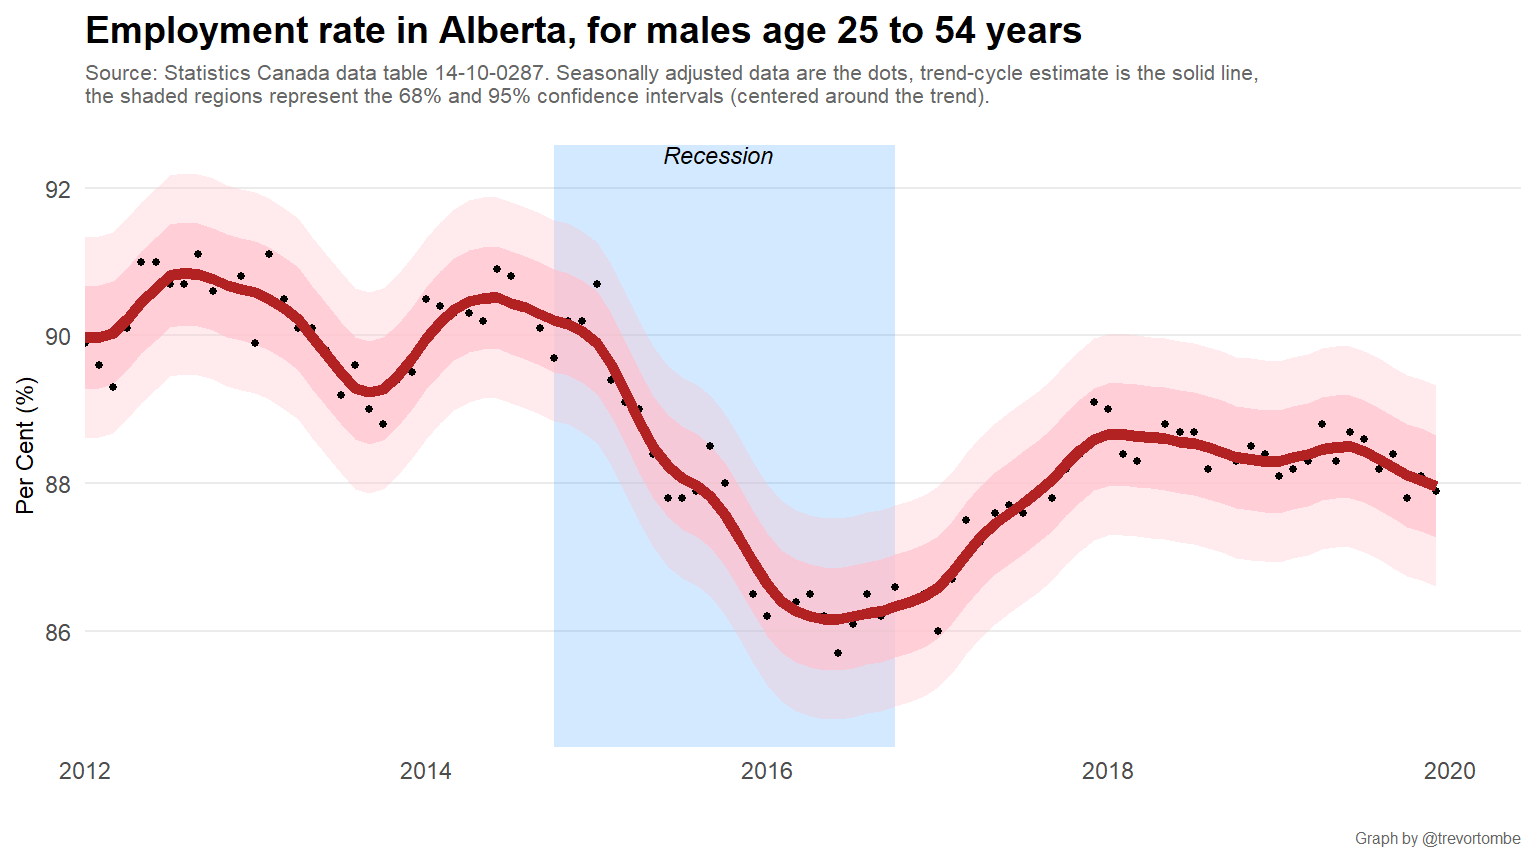 Employment rate in Alberta, for males age 25 to 54 years
Source: Statistics Canada data table 14-10-0287. Seasonally adjusted data are the dots, trend-cycle estimate is the solid line,
the shaded regions represent the 68% and 95% confidence intervals (centered around the trend).
Recession
92
90
88
86
Per Cent (%)
2012
2014
2016
2018
2020
Graph by @trevortombe